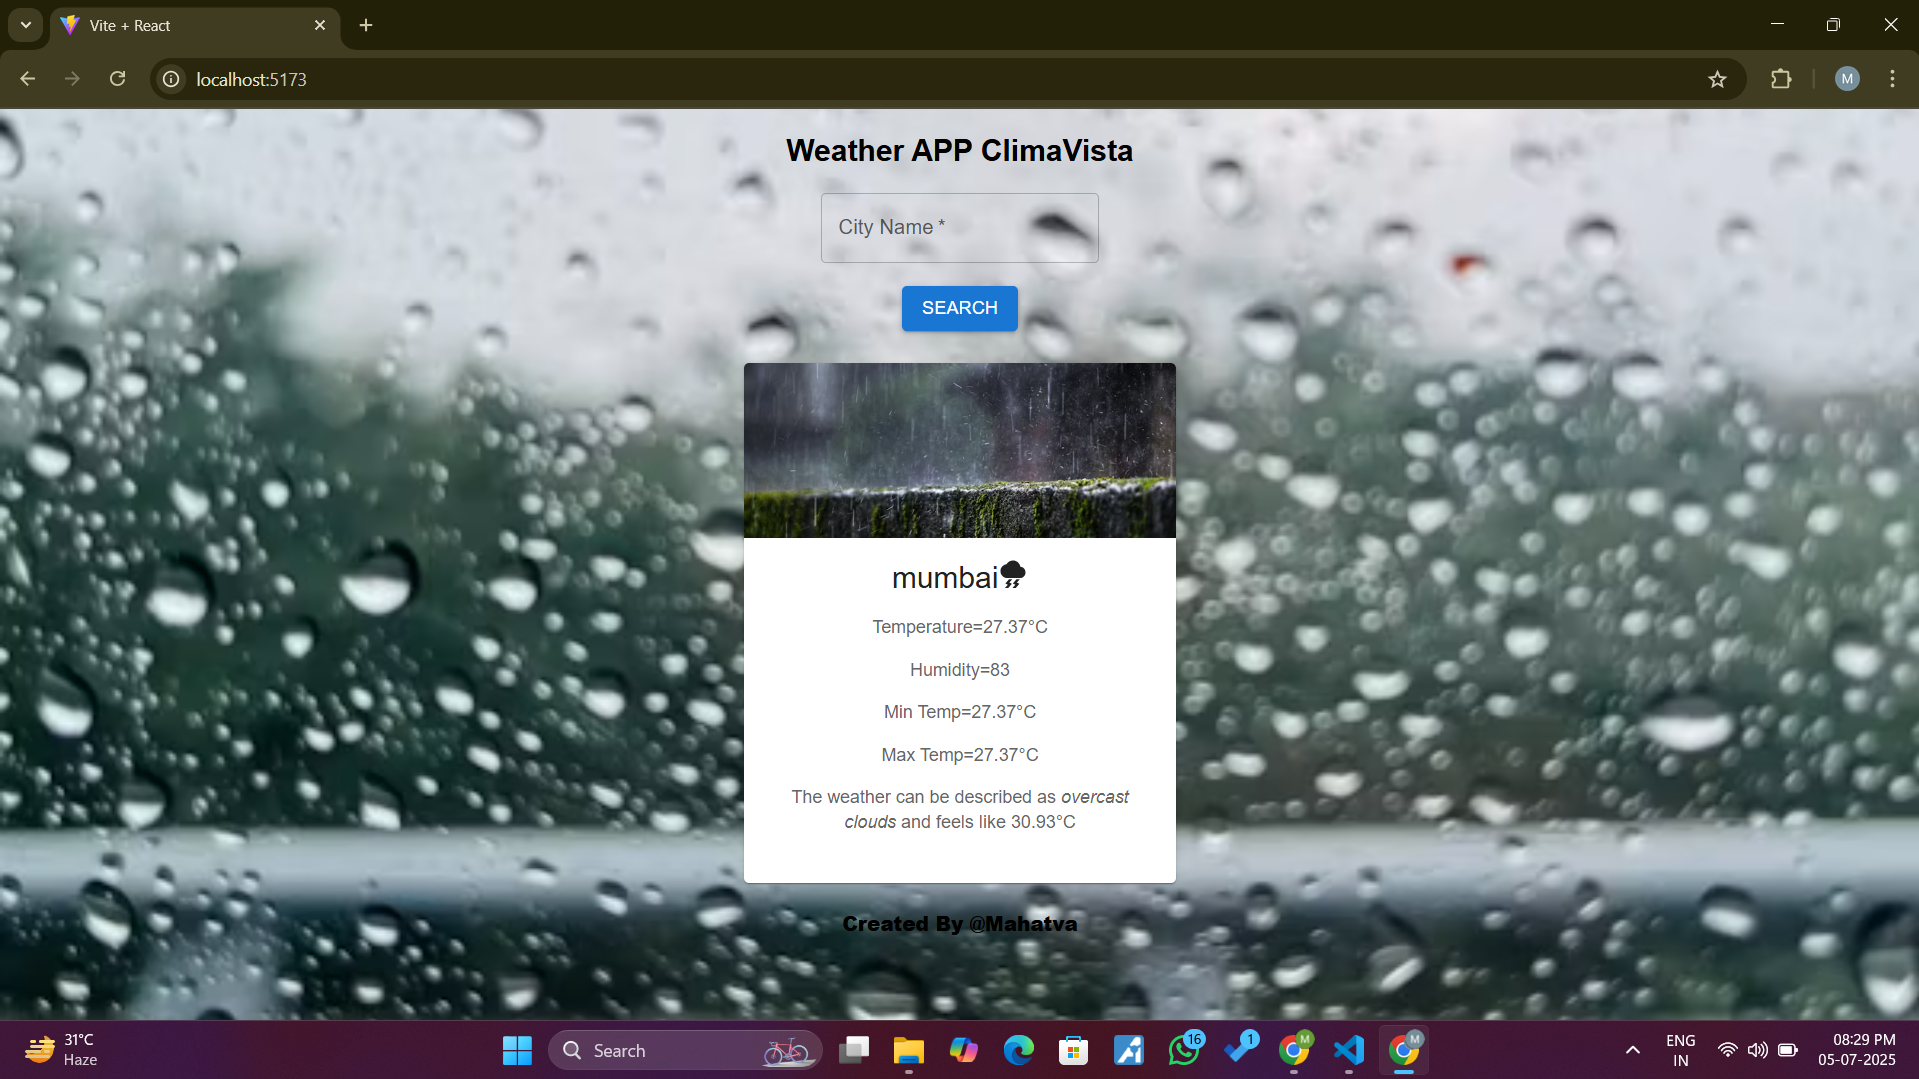 Vite + React
localhost:5173
M
Weather APP ClimaVista
City Name *
SEARCH
mumbai
Temperature=27.37°C
Humidity=83
Min Temp=27.37°C
Max Temp=27.37°C
The weather can be described as overcast
clouds and feels like 30.93°C
Created By @Mahatva
31°C
Haze
Search
16
1
M
M
ENG
IN
08:29 PM
05-07-2025